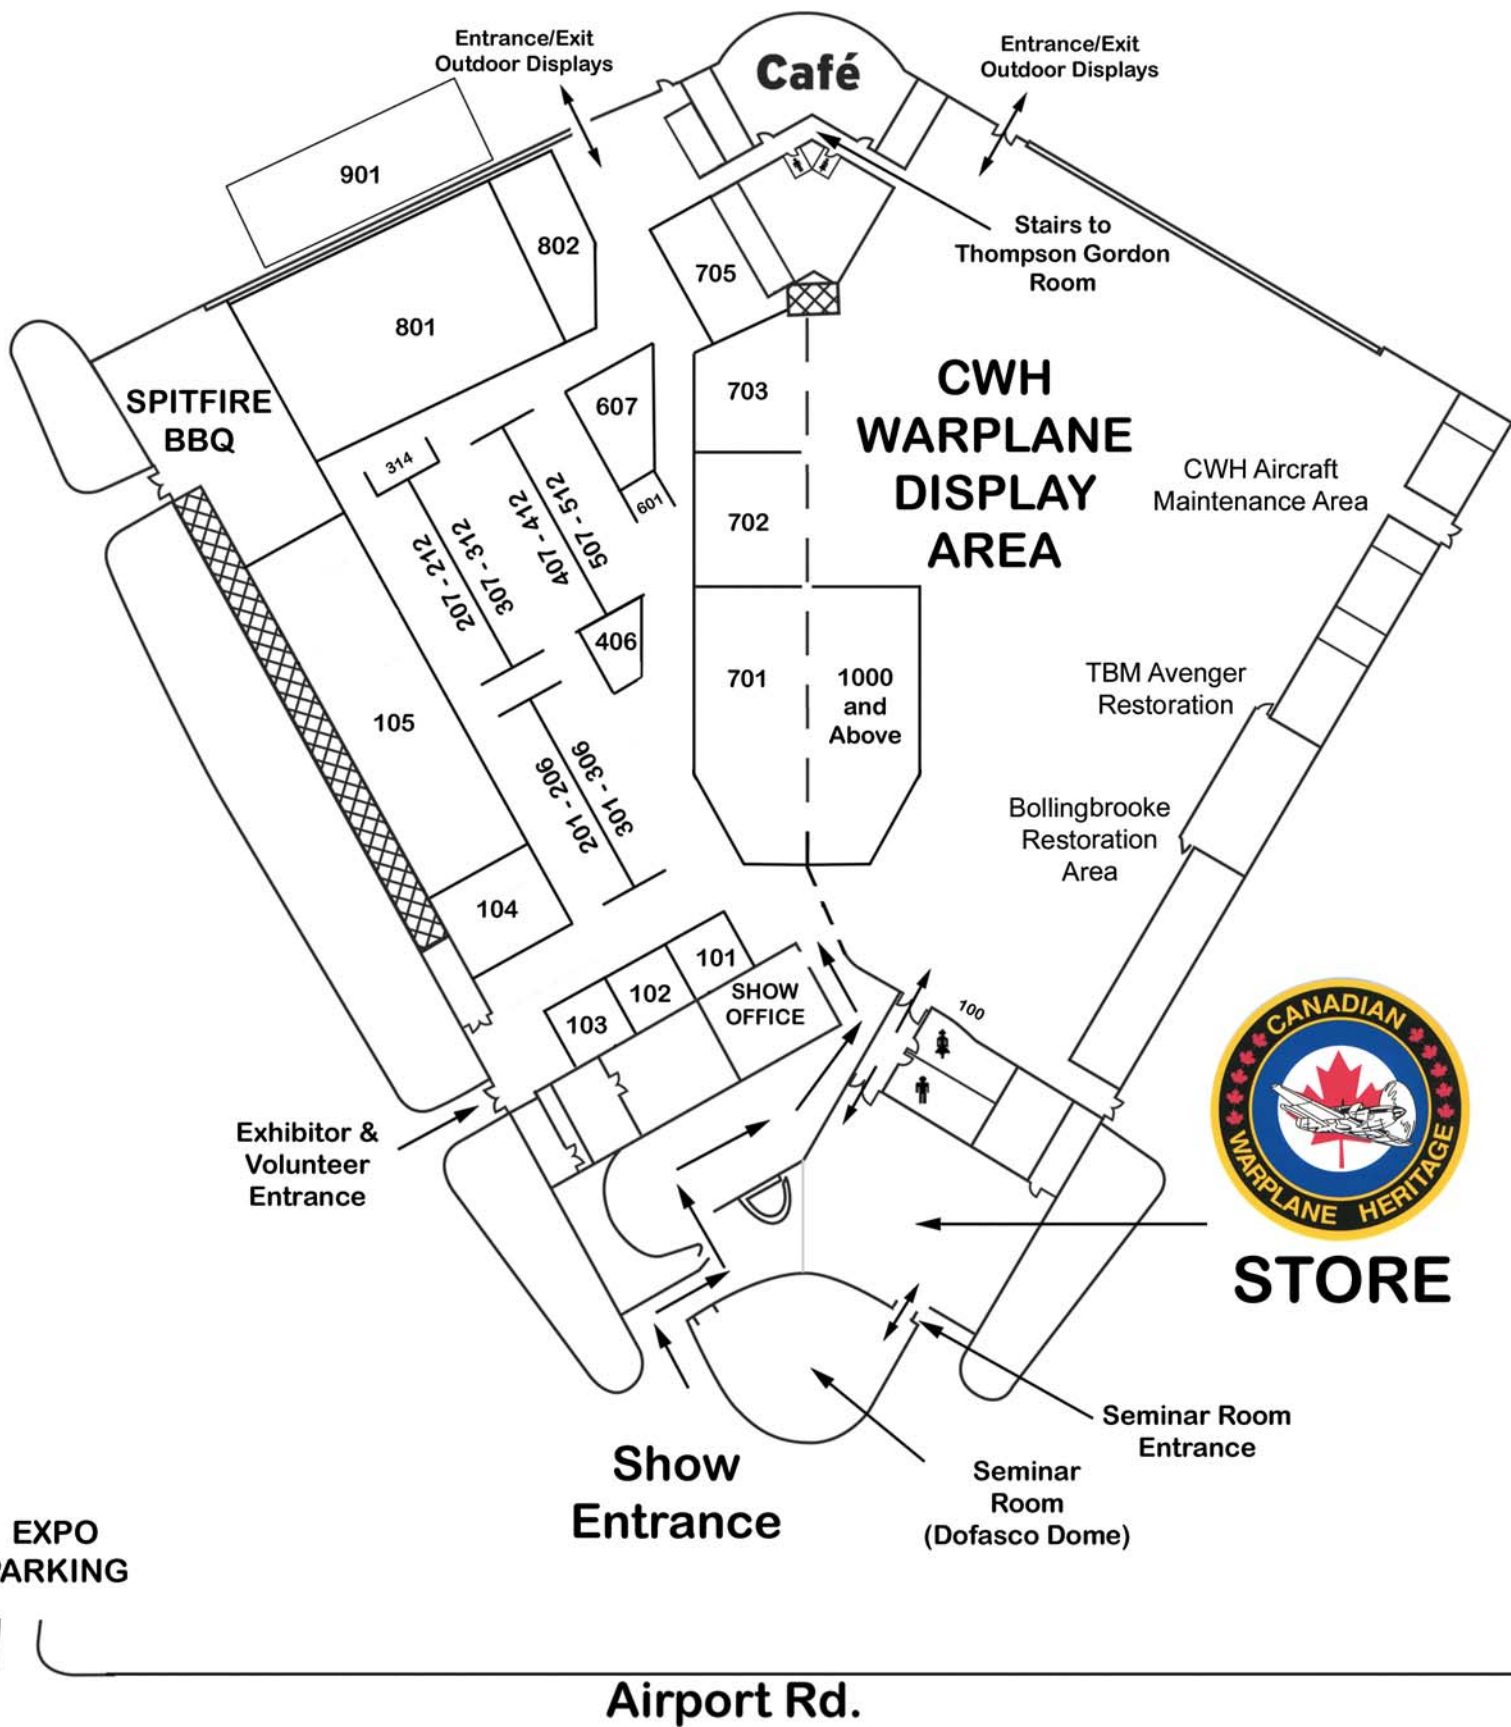 Entrance/Exit
Outdoor Displays
Café
Entrance/Exit
Outdoor Displays
901
802
801
705
Stairs to
Thompson Gordon
Room
SPITFIRE
BBQ
607
703
CWH
WARPLANE
DISPLAY
AREA
314
601
CWH Aircraft
Maintenance Area
207 - 212
307 - 312
407 - 412
507 - 512
702
406
701
1000
and
Above
TBM Avenger
Restoration
105
201 - 206
301 - 306
Bollingbrooke
Restoration
Area
104
101
102
103
SHOW
OFFICE
100
CANADIAN
WARPLANE HERITAGE
STORE
Exhibitor &
Volunteer
Entrance
Show
Entrance
Seminar Room
Entrance
Seminar
Room
(Dofasco Dome)
EXPO
PARKING
Airport Rd.